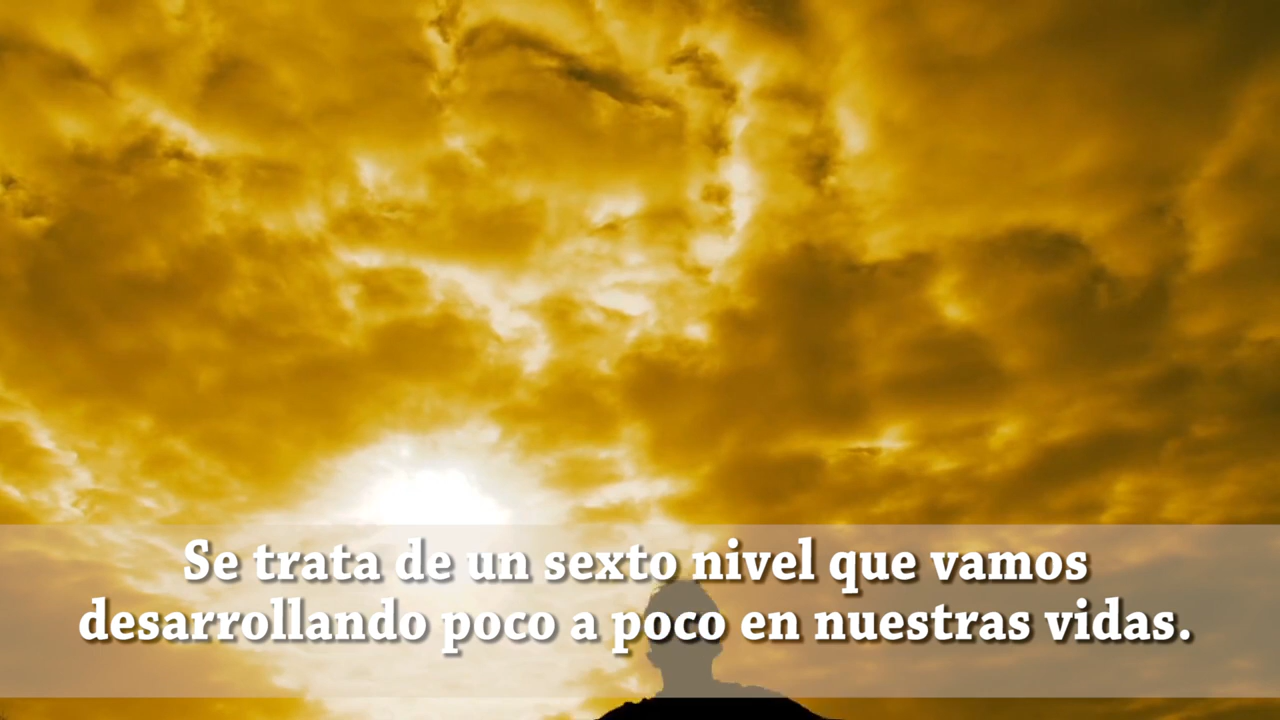 Se trata de un sexto nivel que vamos
desarrollando poco a poco en nuestras vidas.